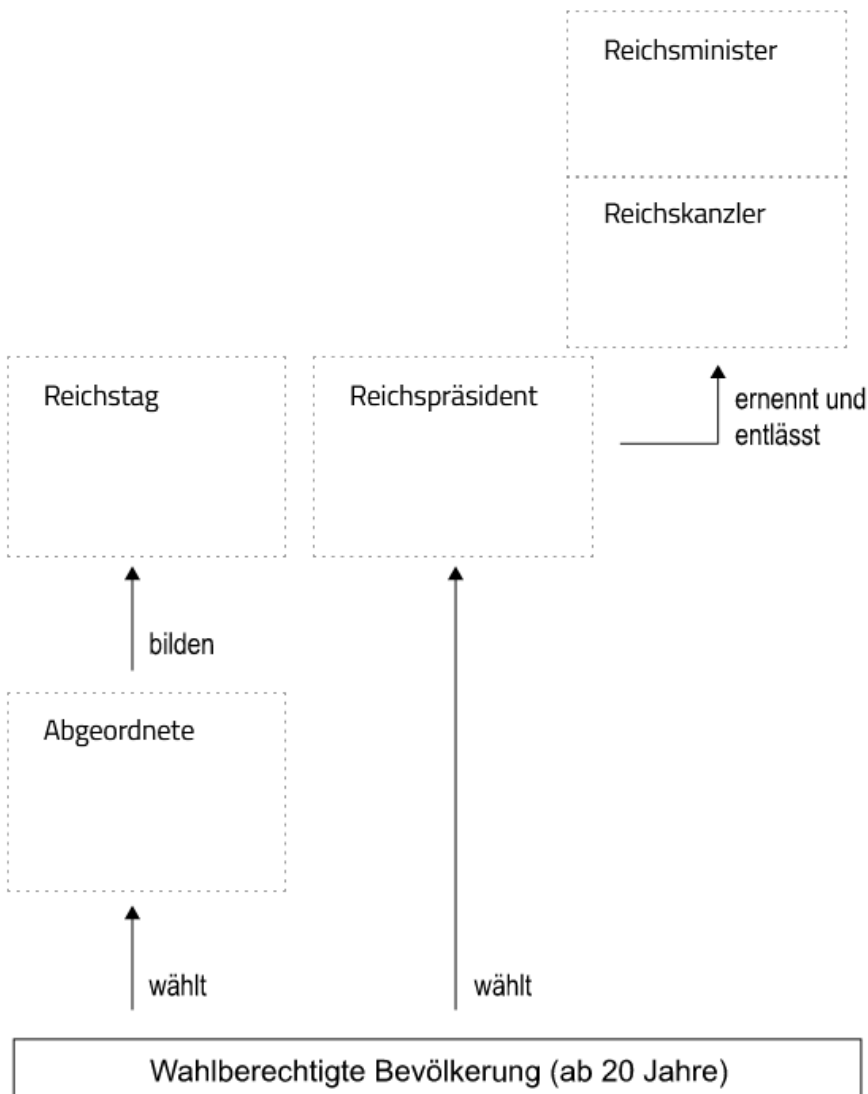 Reichsminister
Reichskanzler
Reichstag
Reichspräsident
ernennt und
entlässt
bilden
Abgeordnete
wählt
wählt
Wahlberechtigte Bevölkerung (ab 20 Jahre)